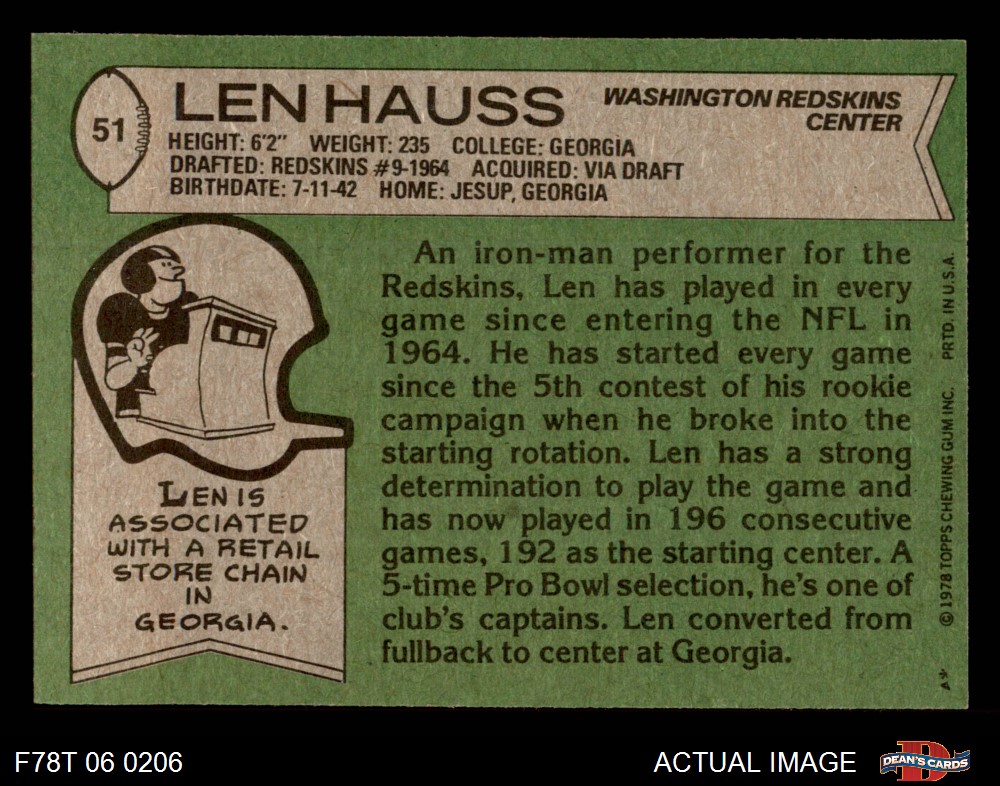 51
LEN HAUSS
WASHINGTON REDSKINS
CENTER
HEIGHT: 6'2" WEIGHT: 235 COLLEGE: GEORGIA
DRAFTED: REDSKINS #9-1964 ACQUIRED: VIA DRAFT
BIRTHDATE: 7-11-42 HOME: JESUP, GEORGIA
LEN IS
ASSOCIATED
WITH A RETAIL
STORE CHAIN
IN
GEORGIA.
An iron-man performer for the
Redskins, Len has played in every
game since entering the NFL in
1964. He has started every game
since the 5th contest of his rookie
campaign when he broke into the
starting rotation. Len has a strong
determination to play the game and
has now played in 196 consecutive
games, 192 as the starting center. A
5-time Pro Bowl selection, he's one of
club's captains. Len converted from
fullback to center at Georgia.
©1978 TOPPS CHEWING GUM INC. PRTD. IN U.S.A.
A**
F78T 06 0206
ACTUAL IMAGE
D
DEAN'S CARDS